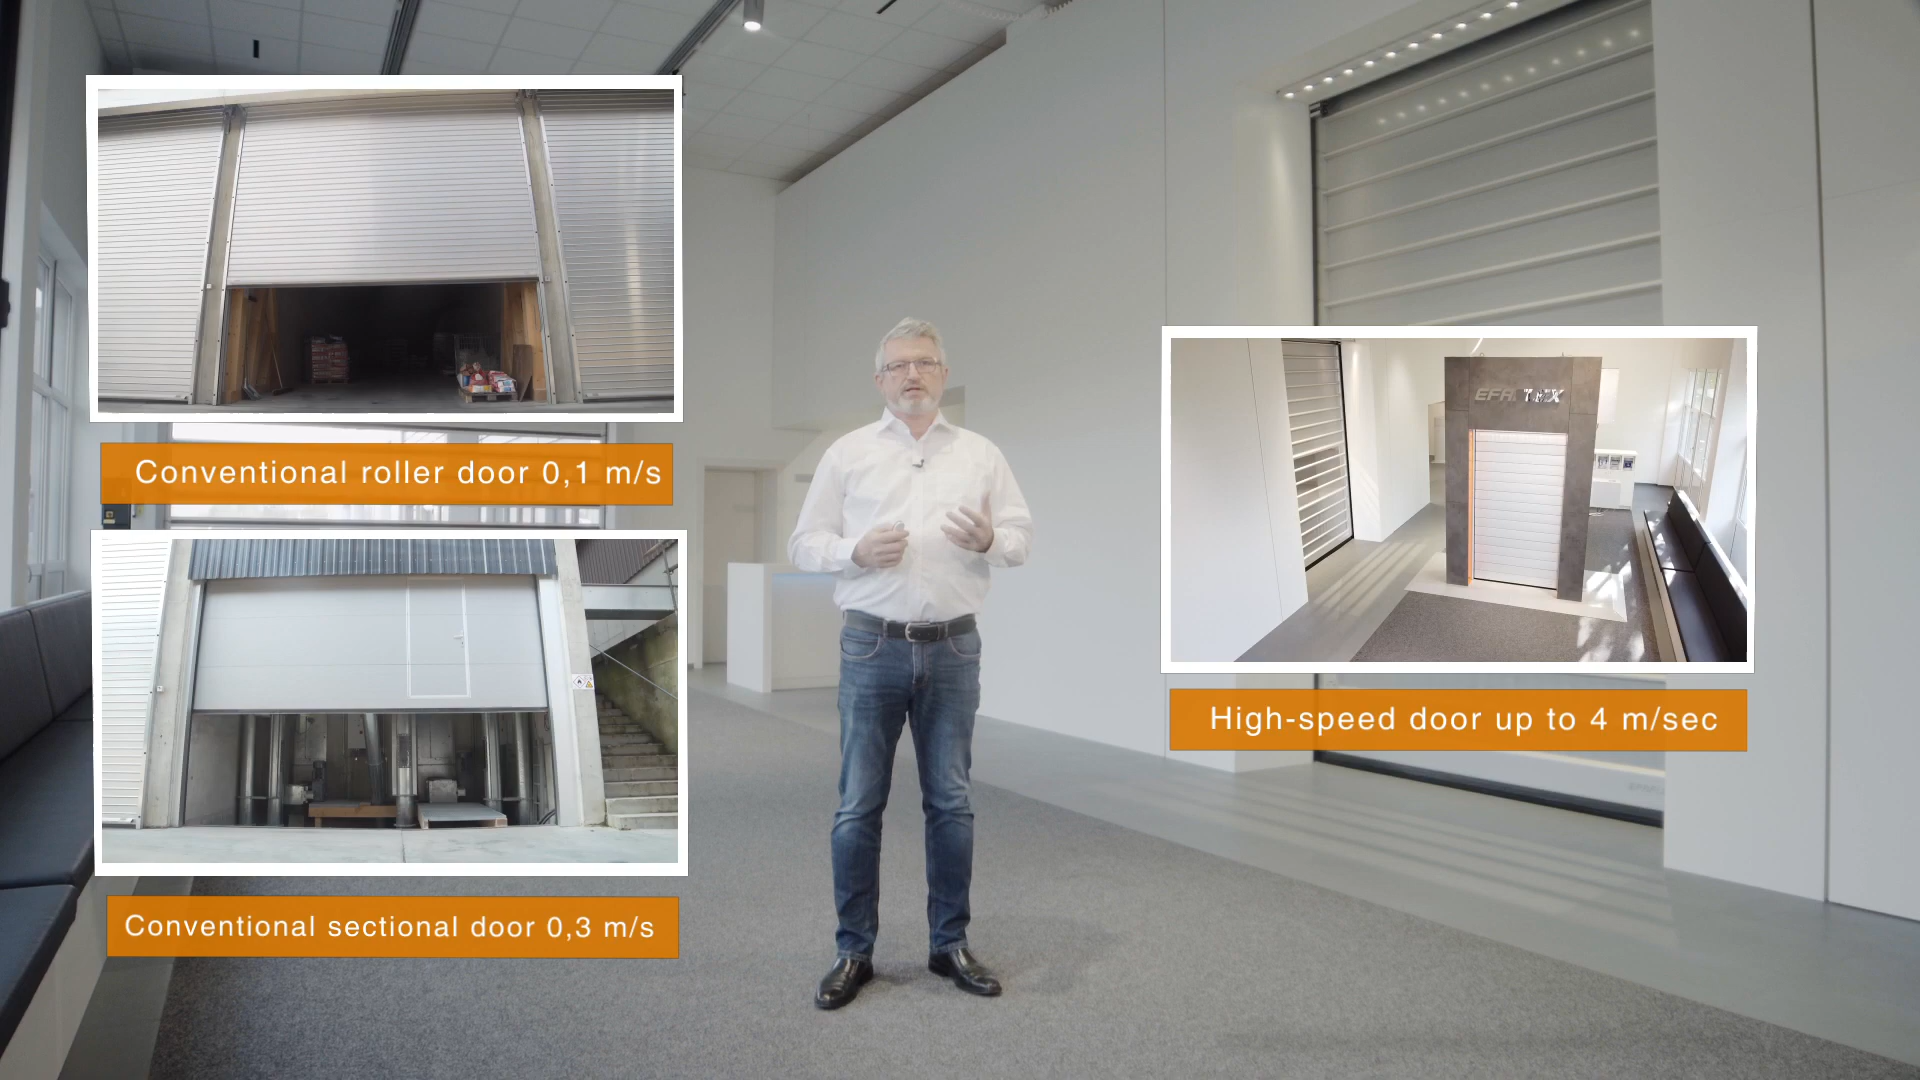 Conventional roller door 0,1 m/s
Conventional sectional door 0,3 m/s
High-speed door up to 4 m/sec